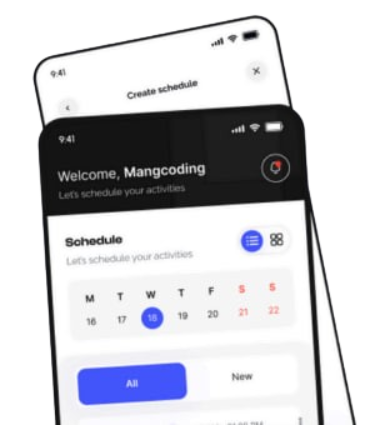 9:41
Create schedule
9:41
Welcome, Mangcoding
Let's schedule your activities
Schedule
Let's schedule your activities
M T W T F S S
16 17 18 19 20 21 22
All New